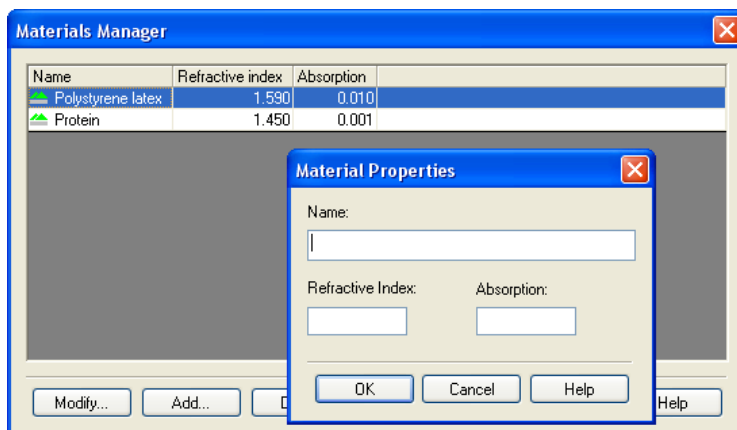 Materials Manager
Name Refractive index Absorption
Polystyrene latex 1.590 0.010
Protein 1.450 0.001
Material Properties
Name:
Refractive Index: Absorption:
OK Cancel Help
Modify... Add... Help